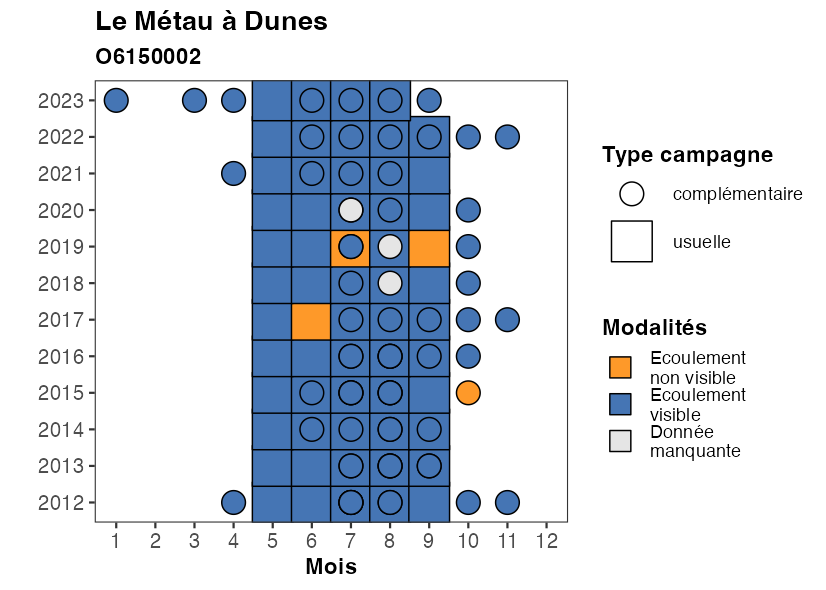 Le Métau à Dunes
O6150002
2023
2022
2021
2020
2019
2018
2017
2016
2015
2014
2013
2012
1 2 3 4 5 6 7 8 9 10 11 12
Mois
Type campagne
complémentaire
usuelle
Modalités
Ecoulement
non visible
Ecoulement
visible
Donnée
manquante